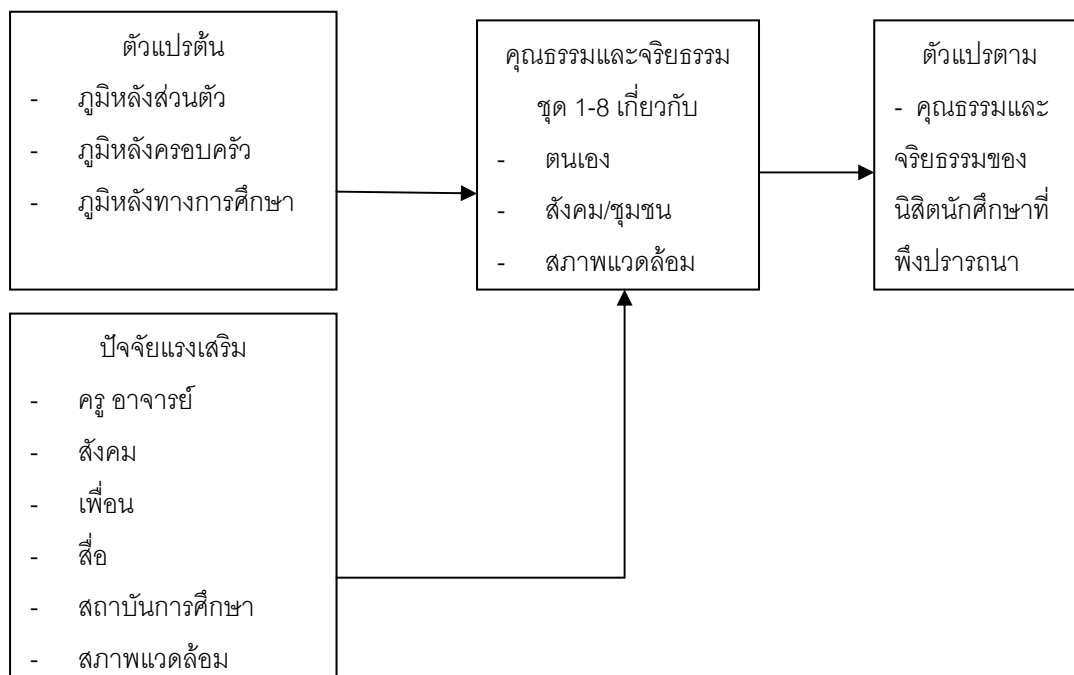 ตัวแปรต้น
- ภูมิหลังส่วนตัว
- ภูมิหลังครอบครัว
- ภูมิหลังทางการศึกษา
คุณธรรมและจริยธรรม
ชุด 1-8 เกี่ยวกับ
- ตนเอง
- สังคม/ชุมชน
- สภาพแวดล้อม
ตัวแปรตาม
- คุณธรรมและ
จริยธรรมของ
นิสิตนักศึกษาที่
พึงปรารถนา
ปัจจัยแรงเสริม
- ครู อาจารย์
- สังคม
- เพื่อน
- สื่อ
- สถาบันการศึกษา
- สภาพแวดล้อม